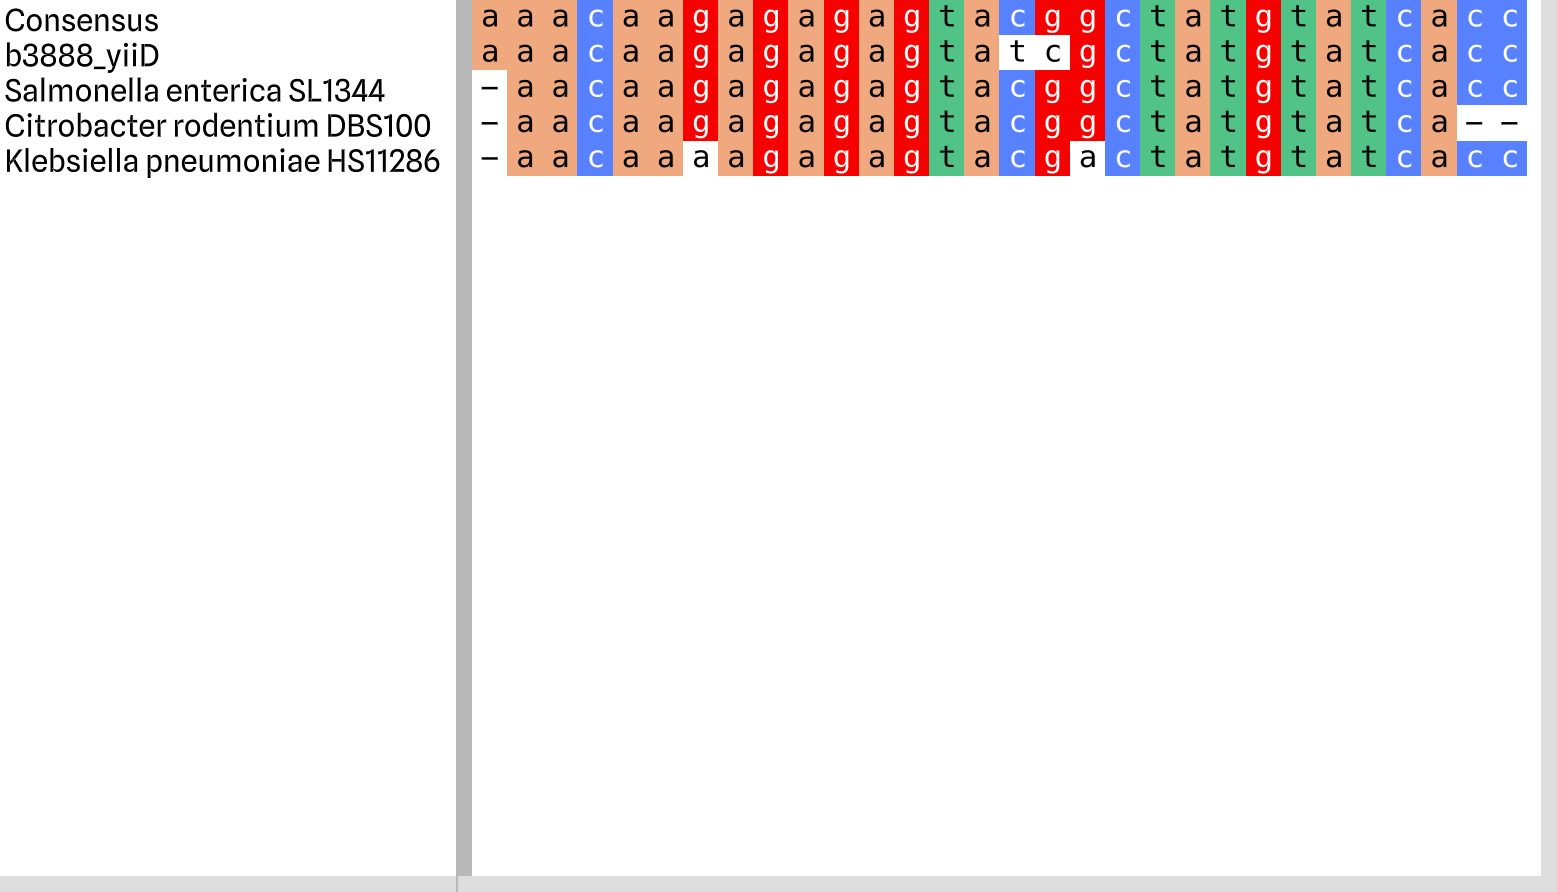 Consensus a a a c a a g a g a g a g t a c g g c t a t g t a t c a c c
b3888_yiiD a a a c a a g a g a g a g t a t c g c t a t g t a t c a c c
Salmonella enterica SL1344 – a a c a a g a g a g a g t a c g g c t a t g t a t c a c c
Citrobacter rodentium DBS100 – a a c a a g a g a g a g t a c g g c t a t g t a t c a – –
Klebsiella pneumoniae HS11286 – a a c a a a a g a g a g t a c g a c t a t g t a t c a c c